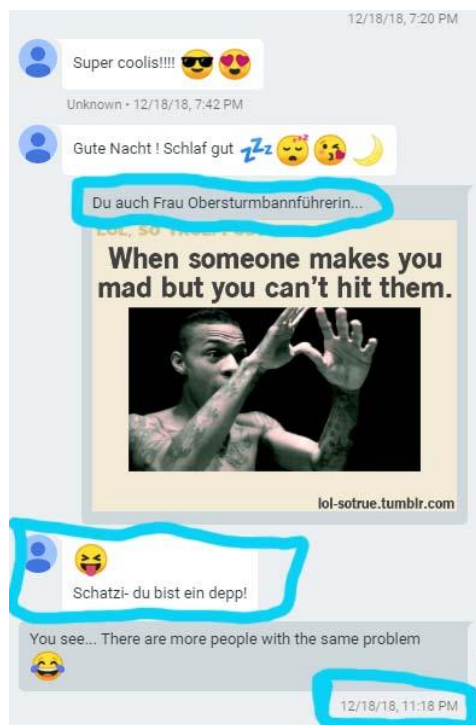 12/18/18, 7:20 PM
Super coolis!!!! 😎😍
Unknown • 12/18/18, 7:42 PM
Gute Nacht ! Schlaf gut 💤😴😘🌙
Du auch Frau Obersturmbannführerin...
LOL, SO TRUE
When someone makes you
mad but you can't hit them.
lol-sotrue.tumblr.com
😝
Schatzi- du bist ein depp!
You see... There are more people with the same problem
😂
12/18/18, 11:18 PM